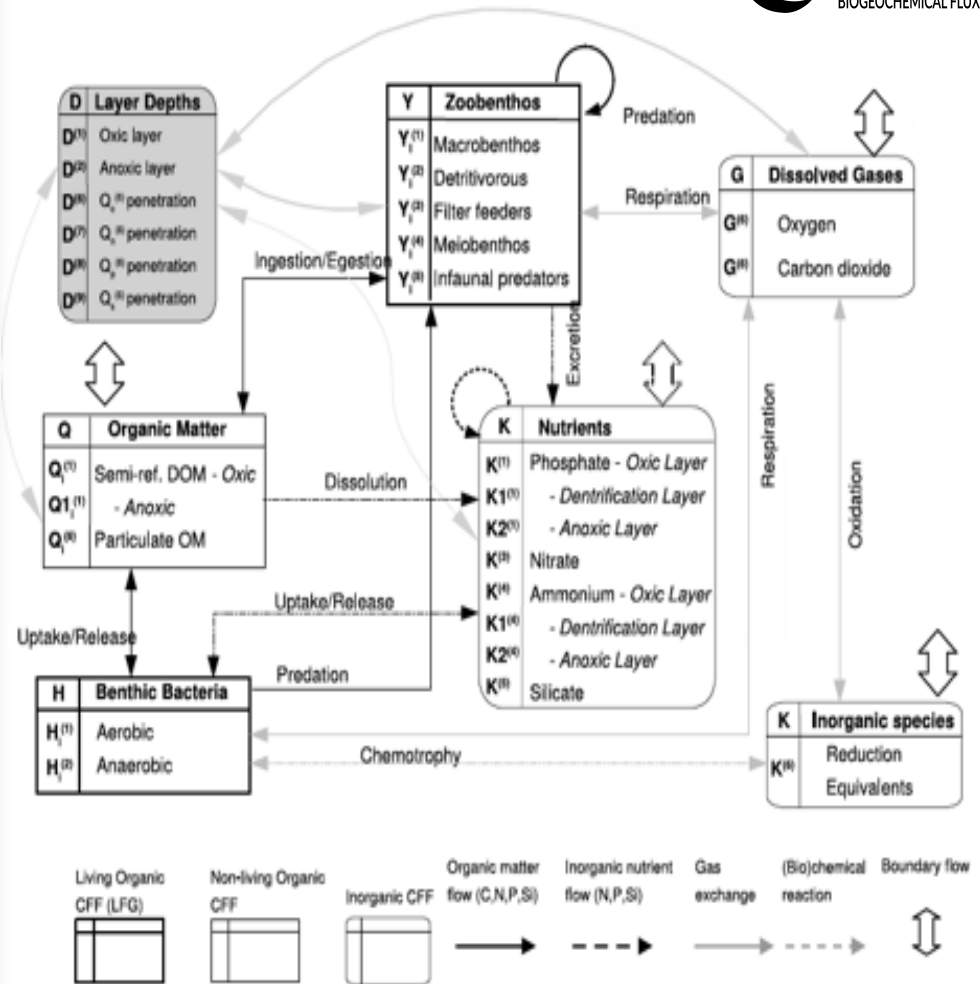 BIOGEOCHEMICAL FLUX
D Layer Depths
D(1) Oxic layer
D(2) Anoxic layer
D(6) penetration
D(7) penetration
D(8) penetration
D(9) penetration
Y Zoobenthos
Macrobenthos
Detritivorous
Filter feeders
Meiobenthos
Infaunal predators
Predation
G Dissolved Gases
Oxygen
Carbon dioxide
Respiration
Ingestion/Egestion
Excretion
Q Organic Matter
Qi(1) Semi-ref. DOM - Oxic
Q1i(1) - Anoxic
Qi(6) Particulate OM
Dissolution
K Nutrients
K(1) Phosphate - Oxic Layer
K1(1) - Dentrification Layer
K2(1) - Anoxic Layer
K(3) Nitrate
K(4) Ammonium - Oxic Layer
K1(4) - Dentrification Layer
K2(4) - Anoxic Layer
K(5) Silicate
Respiration
Oxidation
Uptake/Release
Uptake/Release
Predation
H Benthic Bacteria
Hi(1) Aerobic
Hi(2) Anaerobic
Chemotrophy
K Inorganic species
K(6) Reduction
Equivalents
Living Organic
CFF (LFG)
Non-living Organic
CFF
Inorganic CFF
Organic matter
flow (C,N,P,Si)
Inorganic nutrient
flow (N,P,Si)
Gas
exchange
(Bio)chemical
reaction
Boundary flow